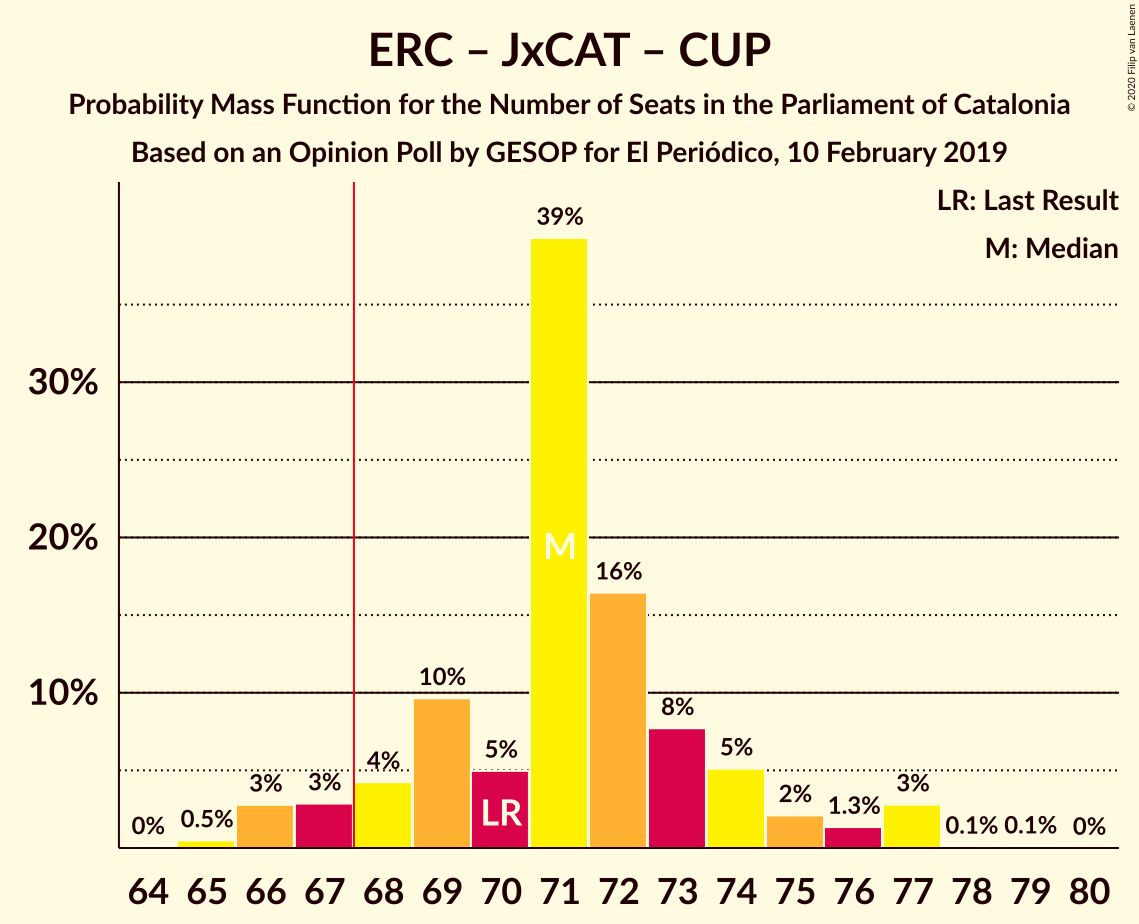 ERC – JxCAT – CUP
Probability Mass Function for the Number of Seats in the Parliament of Catalonia
Based on an Opinion Poll by GESOP for El Periódico, 10 February 2019
© 2020 Filip van Laenen
LR: Last Result
M: Median
30%
20%
10%
0%
0.5%
3%
3%
4%
10%
5%
39%
16%
8%
5%
2%
1.3%
3%
0.1%
0.1%
0%
LR
M
64 65 66 67 68 69 70 71 72 73 74 75 76 77 78 79 80